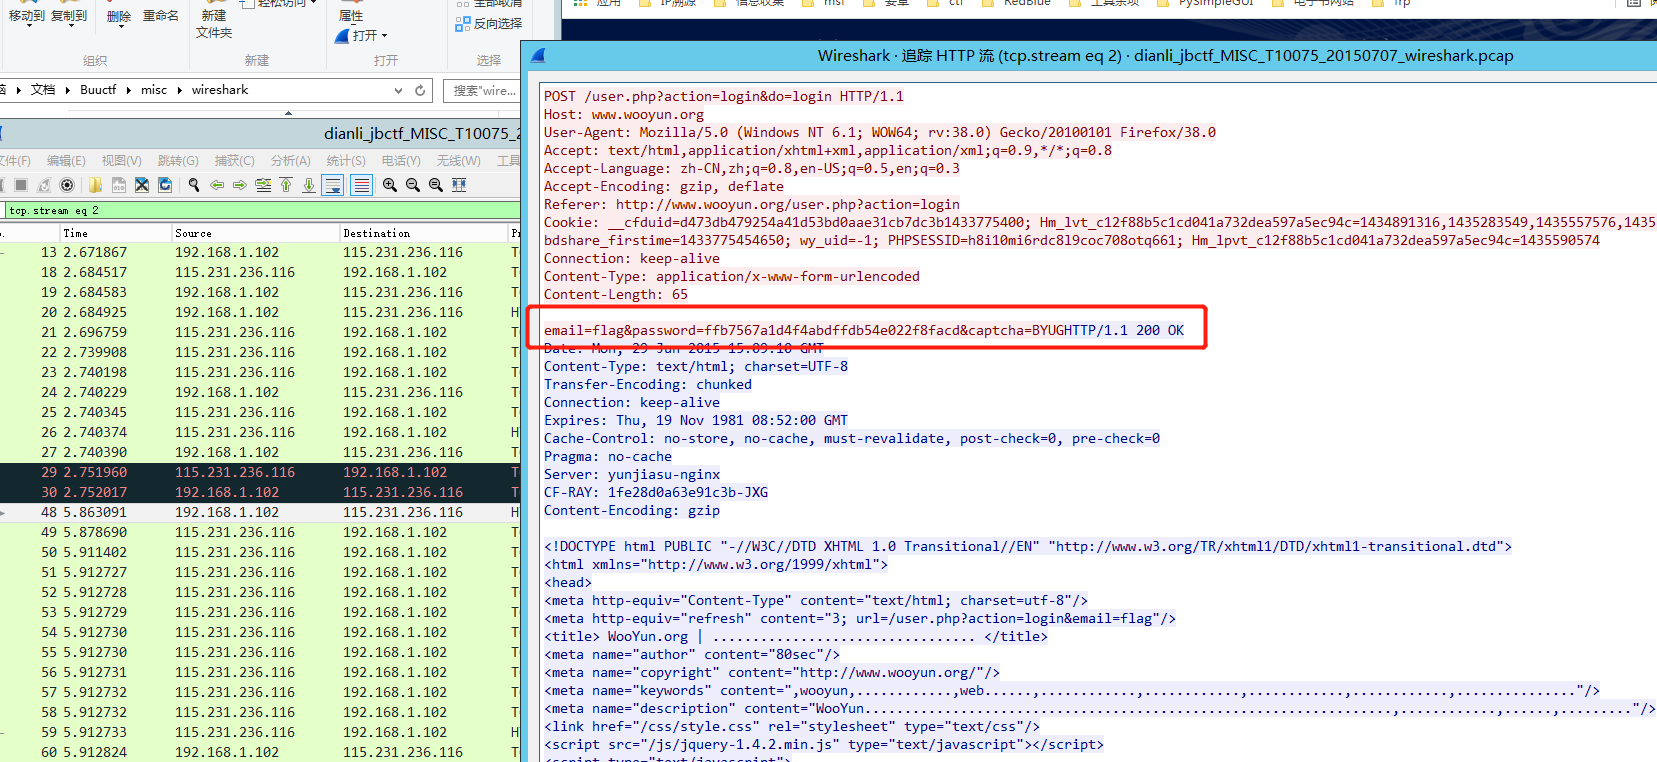 移动到 复制到 删除 重命名 新建 文件夹 轻松访问 属性 打开 全部取消 反向选择
组织 新建 打开 选择
应用 IP溯源 信息收集 msf 免杀 ctf RedBlue 工具杂项 PySimpleGUI 电子书网站 frp
文档 Buuctf misc wireshark 搜索"wire...
dianli_jbctf_MISC_T10075_2
文件(F) 编辑(E) 视图(V) 跳转(G) 捕获(C) 分析(A) 统计(S) 电话(Y) 无线(W) 工具
tcp.stream eq 2
Time Source Destination
13 2.671867 192.168.1.102 115.231.236.116
18 2.684517 115.231.236.116 192.168.1.102
19 2.684583 192.168.1.102 115.231.236.116
20 2.684925 192.168.1.102 115.231.236.116
21 2.696759 115.231.236.116 192.168.1.102
22 2.739908 115.231.236.116 192.168.1.102
23 2.740198 192.168.1.102 115.231.236.116
24 2.740229 115.231.236.116 192.168.1.102
25 2.740345 192.168.1.102 115.231.236.116
26 2.740374 115.231.236.116 192.168.1.102
27 2.740390 192.168.1.102 115.231.236.116
29 2.751960 115.231.236.116 192.168.1.102
30 2.752017 192.168.1.102 115.231.236.116
48 5.863091 192.168.1.102 115.231.236.116
49 5.878690 115.231.236.116 192.168.1.102
50 5.911402 115.231.236.116 192.168.1.102
51 5.912727 115.231.236.116 192.168.1.102
52 5.912728 115.231.236.116 192.168.1.102
53 5.912729 115.231.236.116 192.168.1.102
54 5.912730 115.231.236.116 192.168.1.102
55 5.912730 115.231.236.116 192.168.1.102
56 5.912731 115.231.236.116 192.168.1.102
57 5.912732 115.231.236.116 192.168.1.102
58 5.912732 115.231.236.116 192.168.1.102
59 5.912733 115.231.236.116 192.168.1.102
60 5.912824 192.168.1.102 115.231.236.116
Wireshark · 追踪 HTTP 流 (tcp.stream eq 2) · dianli_jbctf_MISC_T10075_20150707_wireshark.pcap
POST /user.php?action=login&do=login HTTP/1.1
Host: www.wooyun.org
User-Agent: Mozilla/5.0 (Windows NT 6.1; WOW64; rv:38.0) Gecko/20100101 Firefox/38.0
Accept: text/html,application/xhtml+xml,application/xml;q=0.9,*/*;q=0.8
Accept-Language: zh-CN,zh;q=0.8,en-US;q=0.5,en;q=0.3
Accept-Encoding: gzip, deflate
Referer: http://www.wooyun.org/user.php?action=login
Cookie: __cfduid=d473db479254a41d53bd0aae31cb7dc3b1433775400; Hm_lvt_c12f88b5c1cd041a732dea597a5ec94c=1434891316,1435283549,1435557576,1435
bdshare_firstime=1433775454650; wy_uid=-1; PHPSESSID=h8i10mi6rdc8l9coc708otq661; Hm_lpvt_c12f88b5c1cd041a732dea597a5ec94c=1435590574
Connection: keep-alive
Content-Type: application/x-www-form-urlencoded
Content-Length: 65
email=flag&password=ffb7567a1d4f4abdffdb54e022f8facd&captcha=BYUGHTTP/1.1 200 OK
Date: Mon, 29 Jun 2015 15:09:10 GMT
Content-Type: text/html; charset=UTF-8
Transfer-Encoding: chunked
Connection: keep-alive
Expires: Thu, 19 Nov 1981 08:52:00 GMT
Cache-Control: no-store, no-cache, must-revalidate, post-check=0, pre-check=0
Pragma: no-cache
Server: yunjiasu-nginx
CF-RAY: 1fe28d0a63e91c3b-JXG
Content-Encoding: gzip
<!DOCTYPE html PUBLIC "-//W3C//DTD XHTML 1.0 Transitional//EN" "http://www.w3.org/TR/xhtml1/DTD/xhtml1-transitional.dtd">
<html xmlns="http://www.w3.org/1999/xhtml">
<head>
<meta http-equiv="Content-Type" content="text/html; charset=utf-8"/>
<meta http-equiv="refresh" content="3; url=/user.php?action=login&email=flag"/>
<title> WooYun.org | ................................. </title>
<meta name="author" content="80sec"/>
<meta name="copyright" content="http://www.wooyun.org/"/>
<meta name="keywords" content=",wooyun,............,web......,............,............,............,............,..............."/>
<meta name="description" content="WooYun..................................................................,............,......,........."/>
<link href="/css/style.css" rel="stylesheet" type="text/css"/>
<script src="/js/jquery-1.4.2.min.js" type="text/javascript"></script>
<script type="text/javascript">